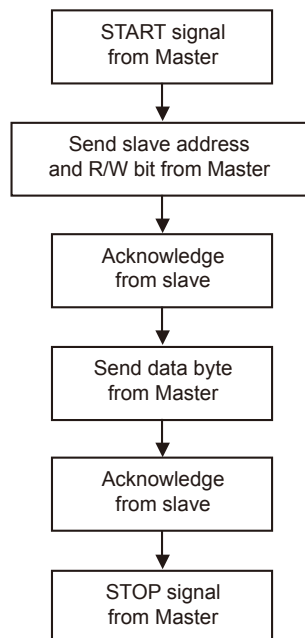 START signal
from Master
Send slave address
and R/W bit from Master
Acknowledge
from slave
Send data byte
from Master
Acknowledge
from slave
STOP signal
from Master